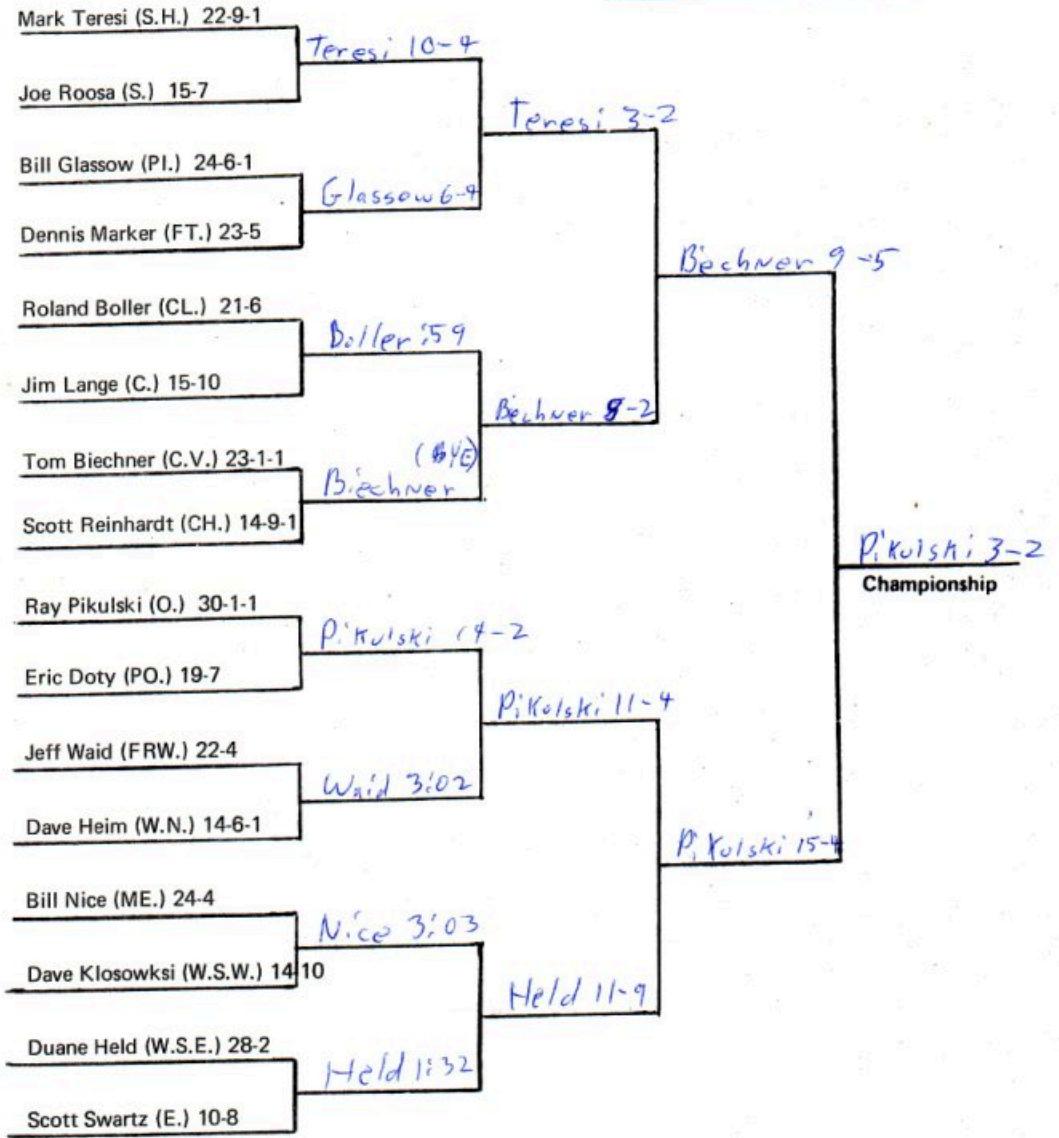 Mark Teresi (S.H.) 22-9-1
Teresi 10-4
Joe Roosa (S.) 15-7
Teresi 3-2
Bill Glassow (PI.) 24-6-1
Glassow 6-4
Dennis Marker (FT.) 23-5
Biechner 9-5
Roland Boller (CL.) 21-6
Boller :59
Jim Lange (C.) 15-10
Biechner 8-2
Tom Biechner (C.V.) 23-1-1
(BYE)
Biechner
Scott Reinhardt (CH.) 14-9-1
Pikulski 3-2
Championship
Ray Pikulski (O.) 30-1-1
Pikulski 14-2
Eric Doty (PO.) 19-7
Pikulski 11-4
Jeff Waid (FRW.) 22-4
Waid 3:02
Dave Heim (W.N.) 14-6-1
Pikulski 15-4
Bill Nice (ME.) 24-4
Nice 3:03
Dave Klosowksi (W.S.W.) 14-10
Held 11-9
Duane Held (W.S.E.) 28-2
Held 1:32
Scott Swartz (E.) 10-8